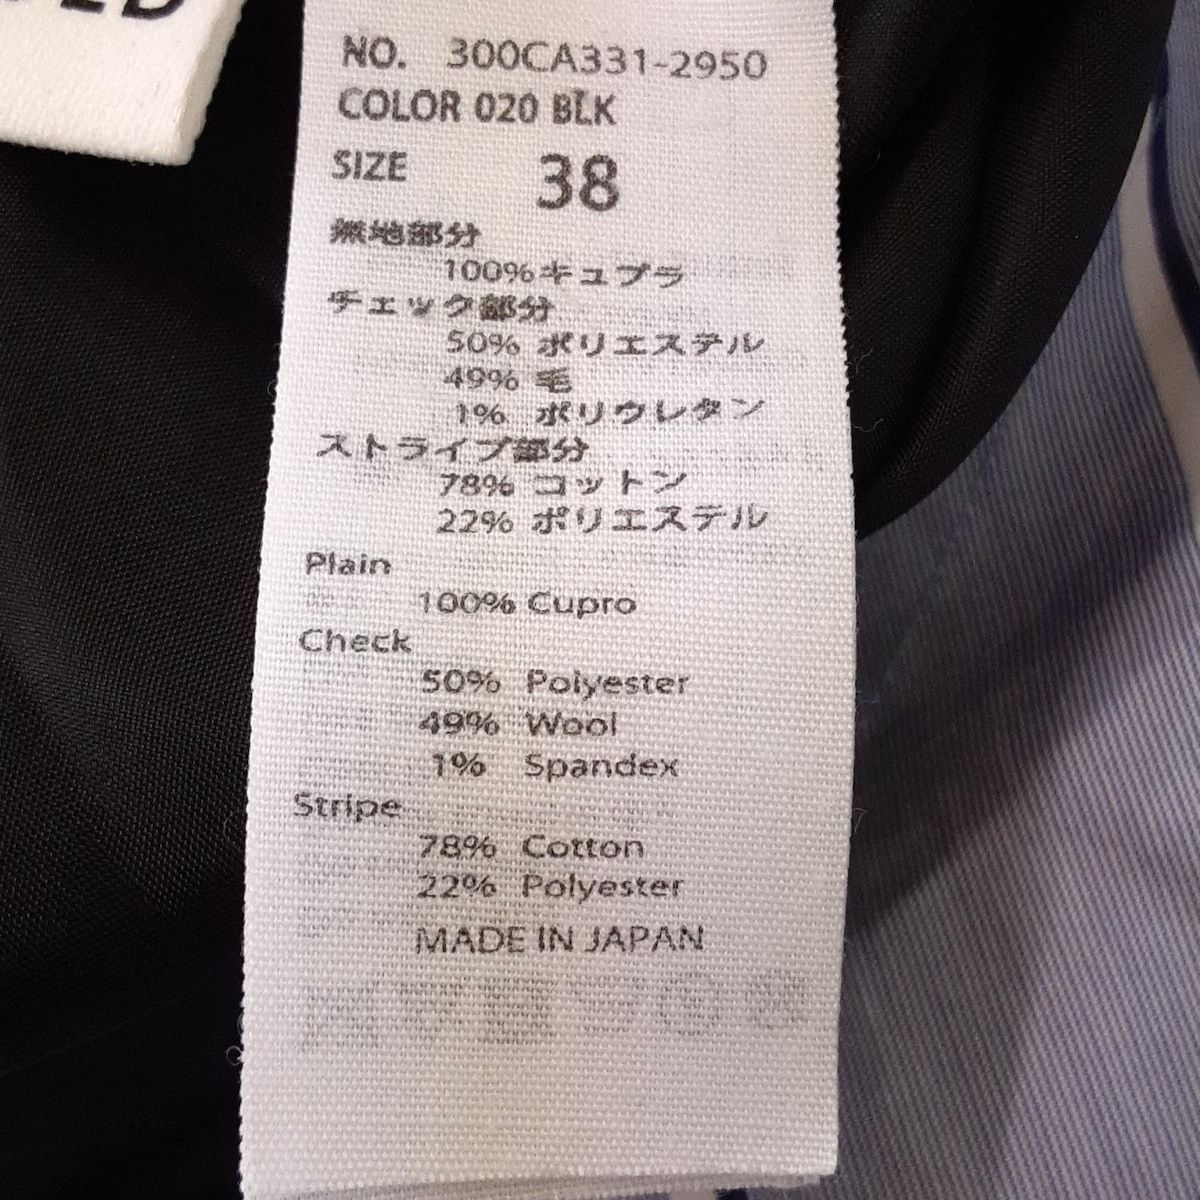 NO. 300CA331-2950
COLOR 020 BLK
SIZE 38
無地部分
100%キュプラ
チェック部分
50% ポリエステル
49% 毛
1% ポリウレタン
ストライプ部分
78% コットン
22% ポリエステル
Plain
100% Cupro
Check
50% Polyester
49% Wool
1% Spandex
Stripe
78% Cotton
22% Polyester
MADE IN JAPAN